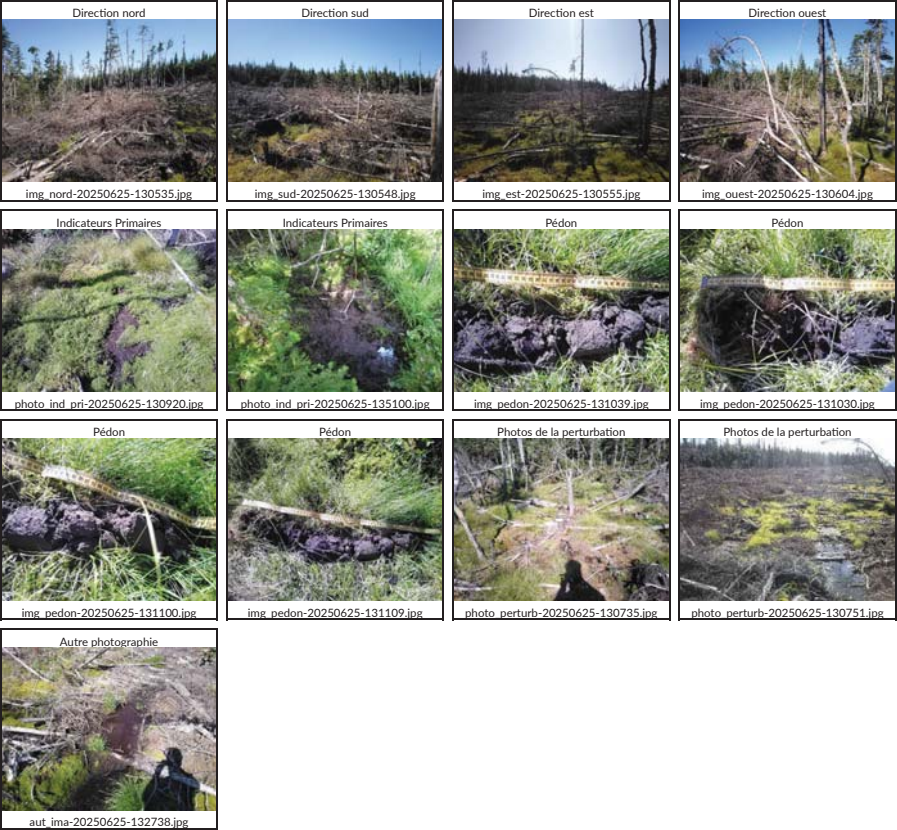 Direction nord
Direction sud
Direction est
Direction ouest
img_nord-20250625-130535.jpg
img_sud-20250625-130548.jpg
img_est-20250625-130555.jpg
img_ouest-20250625-130604.jpg
Indicateurs Primaires
Indicateurs Primaires
Pédon
Pédon
photo_ind_pri-20250625-130920.jpg
photo_ind_pri-20250625-135100.jpg
img_pedon-20250625-131039.jpg
img_pedon-20250625-131030.jpg
Pédon
Pédon
Photos de la perturbation
Photos de la perturbation
img_pedon-20250625-131100.jpg
img_pedon-20250625-131109.jpg
photo_perturb-20250625-130735.jpg
photo_perturb-20250625-130751.jpg
Autre photographie
aut_ima-20250625-132738.jpg